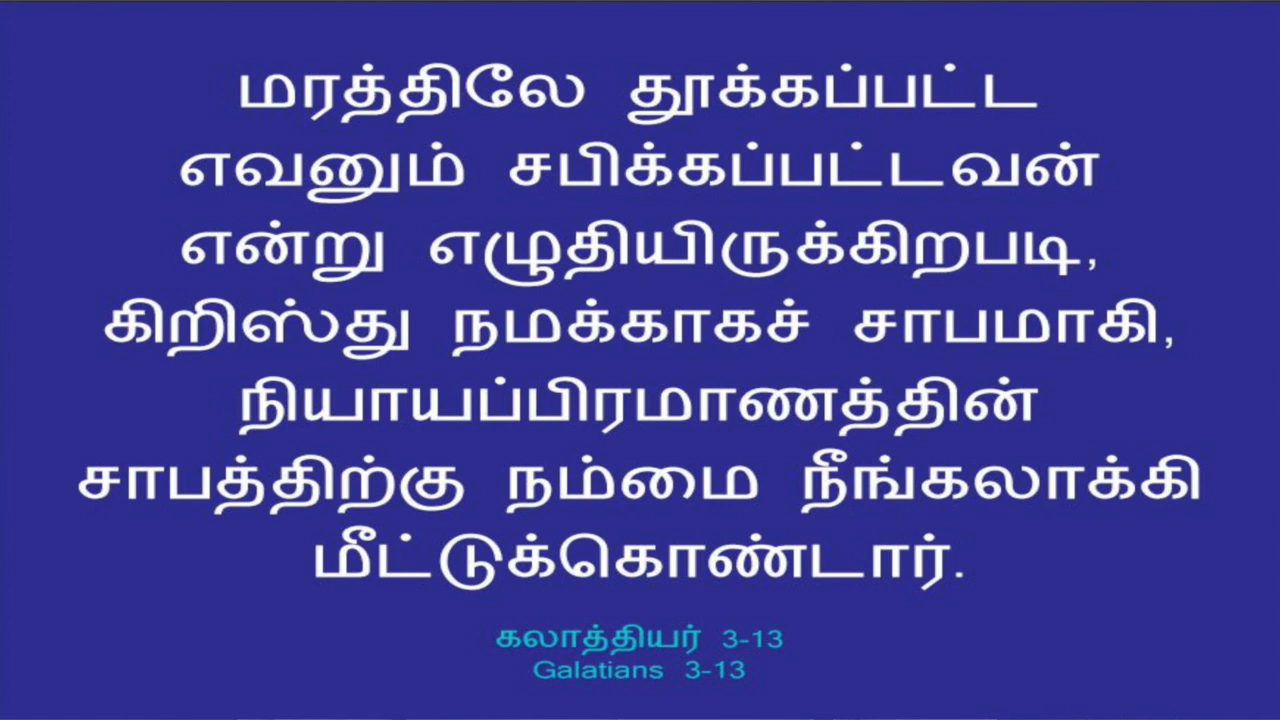 மரத்திலே தூக்கப்பட்ட
எவனும் சபிக்கப்பட்டவன்
என்று எழுதியிருக்கிறபடி,
கிறிஸ்து நமக்காகச் சாபமாகி,
நியாயப்பிரமாணத்தின்
சாபத்திற்கு நம்மை நீங்கலாக்கி
மீட்டுக்கொண்டார்.
கலாத்தியர் 3-13
Galatians 3-13